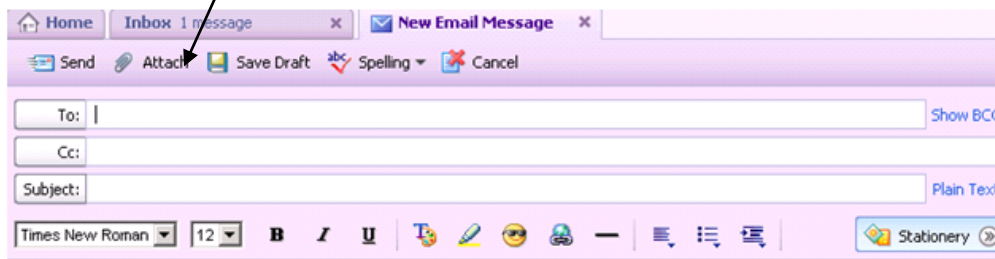 Home Inbox 1 message x New Email Message x
Send Attach Save Draft abc Spelling Cancel
To: Show BCC
Cc:
Subject: Plain Text
Times New Roman 12 B I U T Stationery